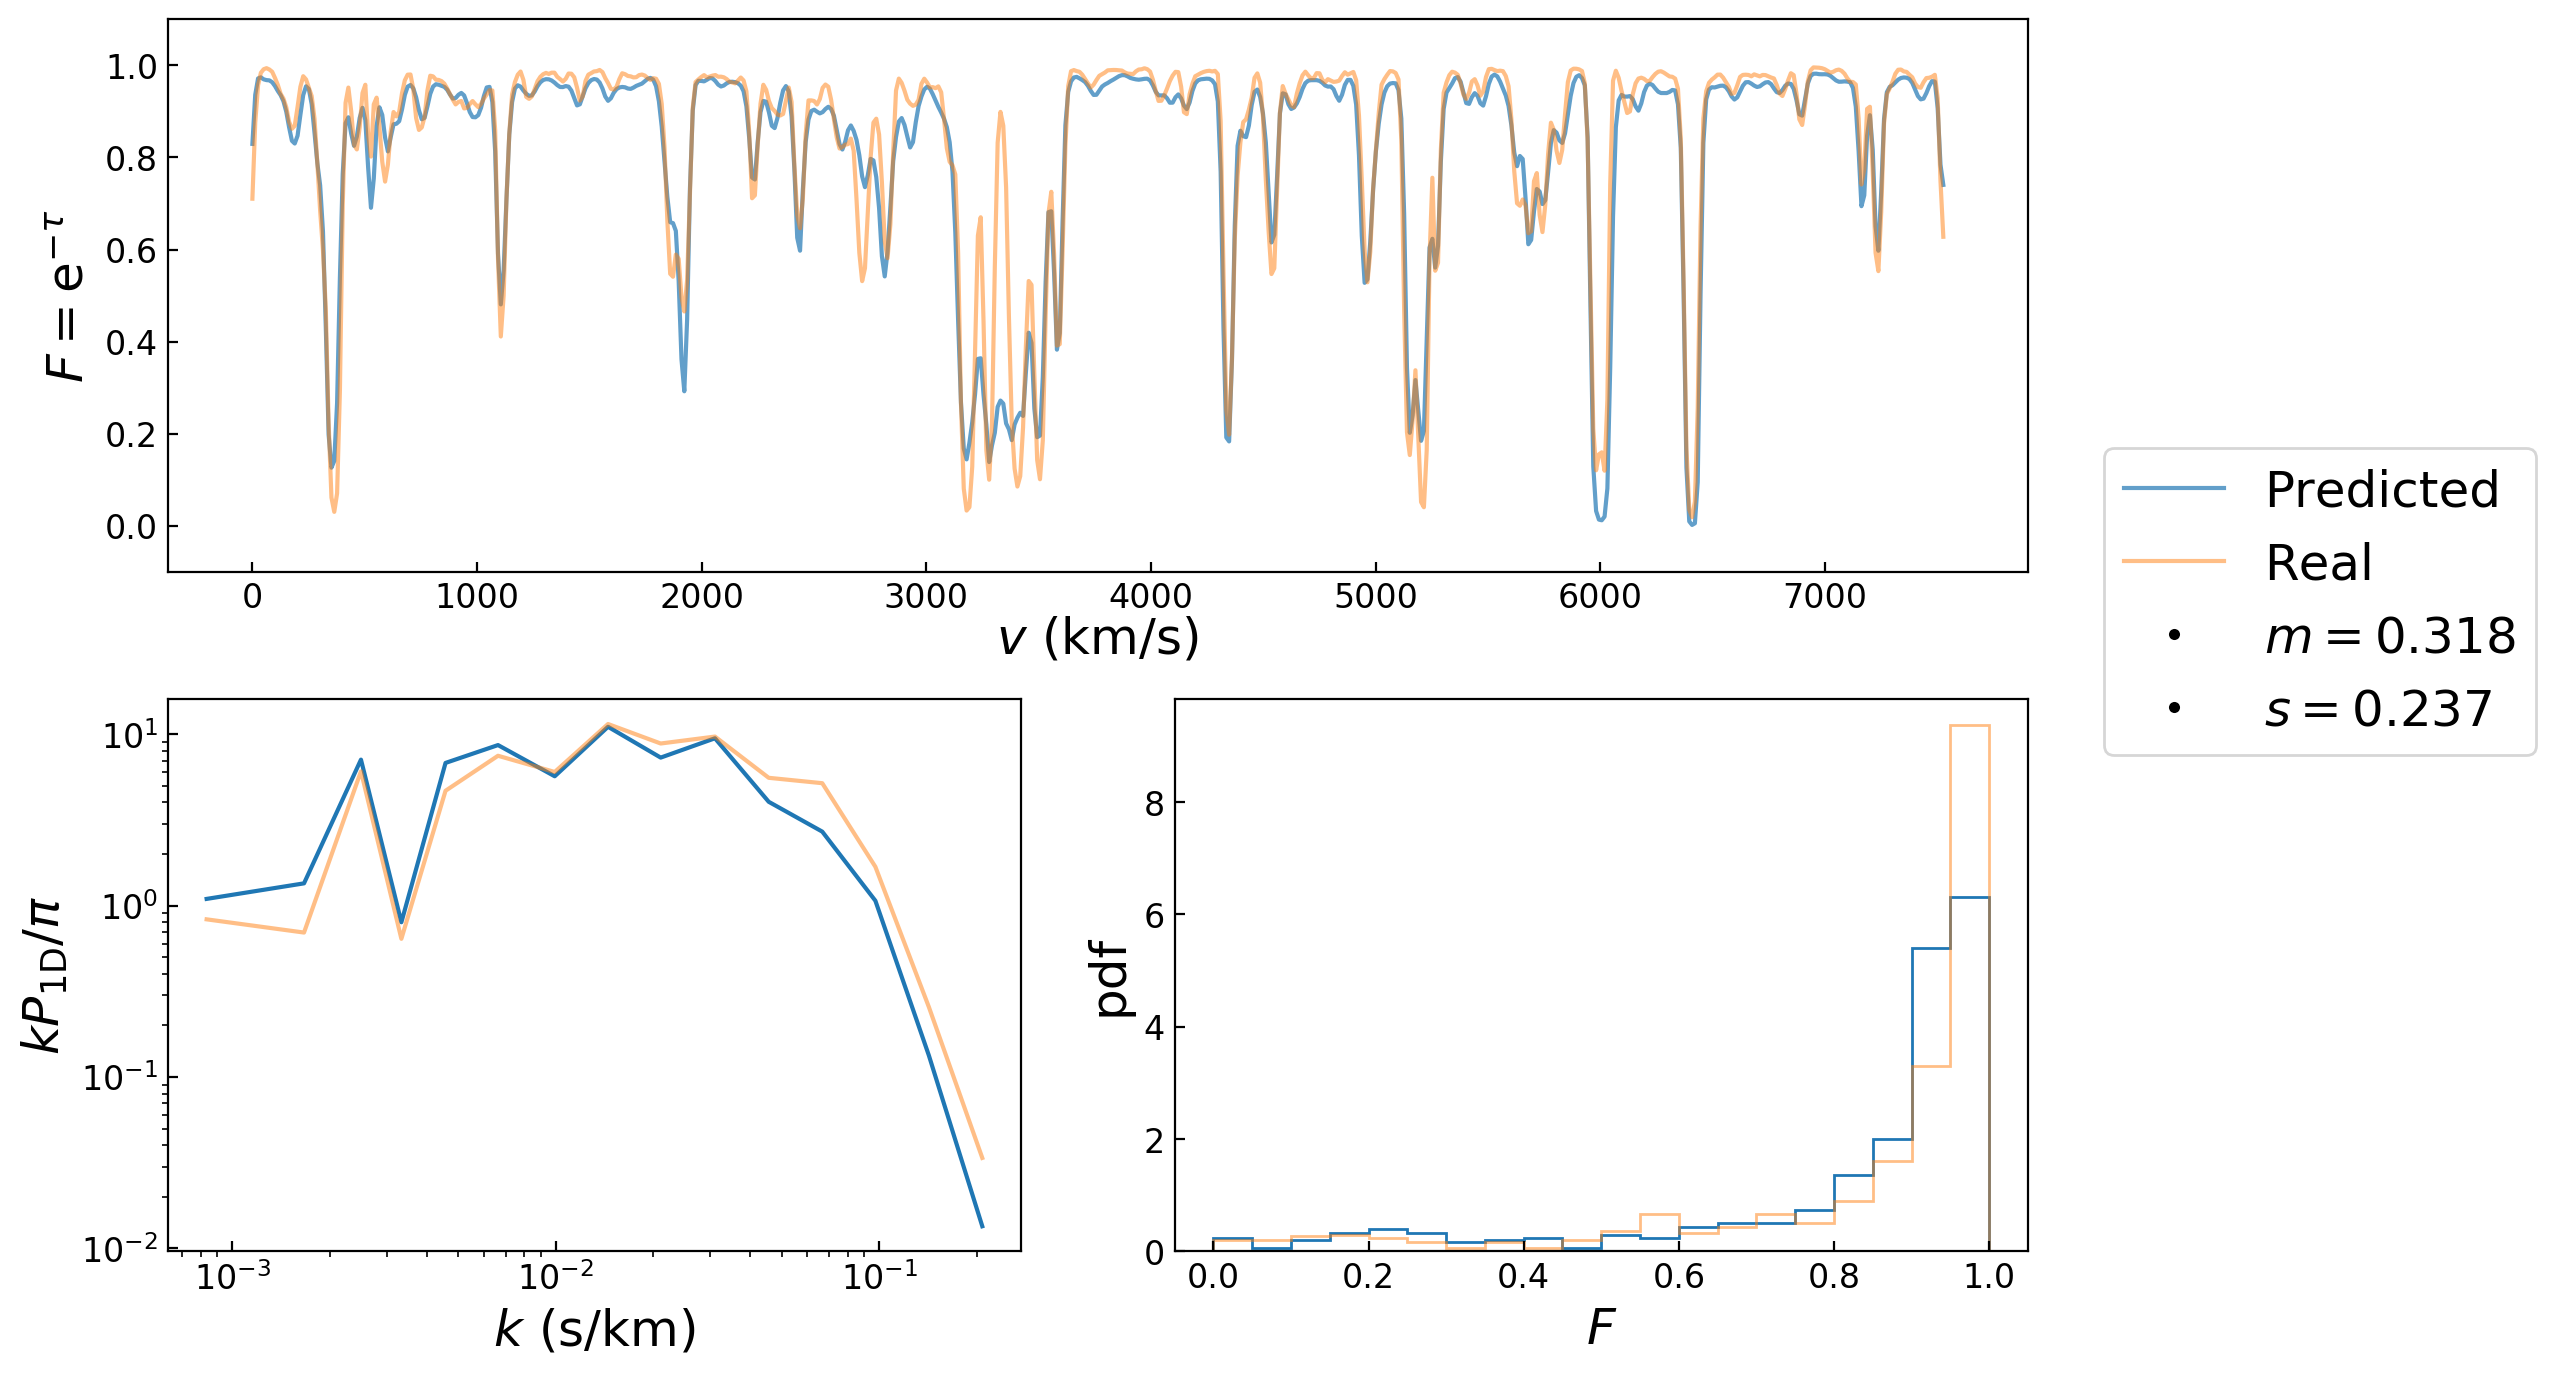 F = e^{−τ}
1.0
0.8
0.6
0.4
0.2
0.0
0 1000 2000 3000 4000 5000 6000 7000
v (km/s)
Predicted
Real
m = 0.318
s = 0.237
kP_{1D}/π
10^1
10^0
10^{−1}
10^{−2}
10^{−3} 10^{−2} 10^{−1}
k (s/km)
pdf
8
6
4
2
0
0.0 0.2 0.4 0.6 0.8 1.0
F